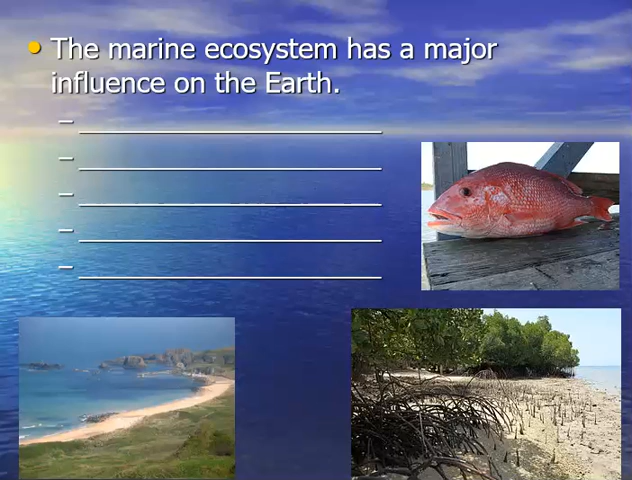 The marine ecosystem has a major
influence on the Earth.